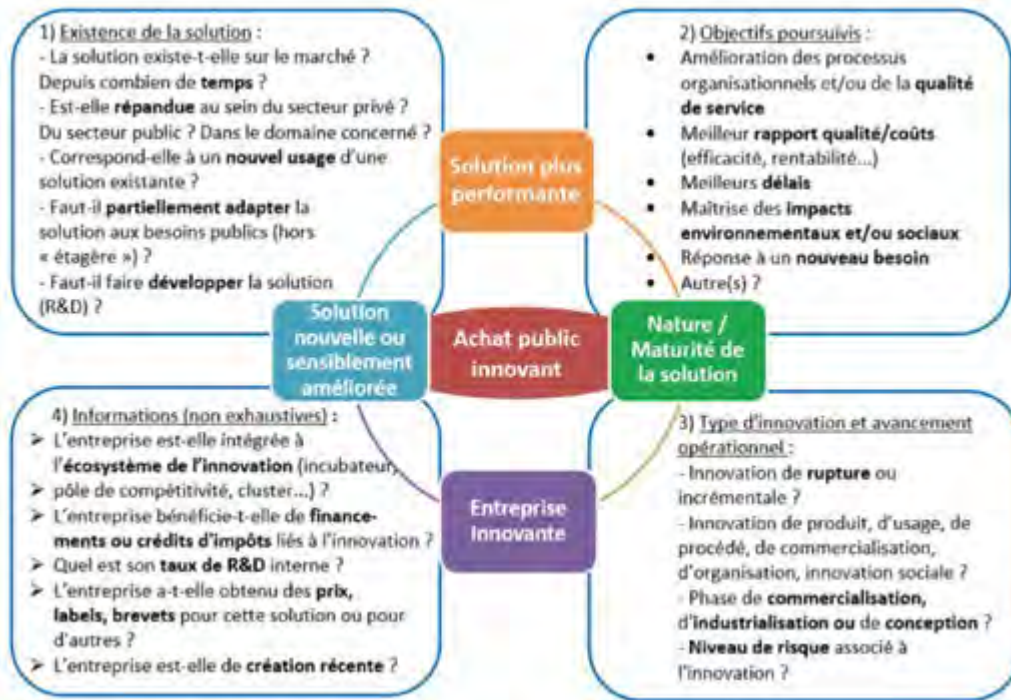 1) Existence de la solution :
- La solution existe-t-elle sur le marché ?
Depuis combien de temps ?
- Est-elle répandue au sein du secteur privé ?
Du secteur public ? Dans le domaine concerné ?
- Correspond-elle à un nouvel usage d'une
solution existante ?
- Faut-il partiellement adapter la
solution aux besoins publics (hors
« étagère ») ?
- Faut-il faire développer la solution
(R&D) ?
2) Objectifs poursuivis :
• Amélioration des processus
organisationnels et/ou de la qualité
de service
• Meilleur rapport qualité/coûts
(efficacité, rentabilité...)
• Meilleurs délais
• Maîtrise des impacts
environnementaux et/ou sociaux
• Réponse à un nouveau besoin
• Autre(s) ?
Solution plus
performante
Solution
nouvelle ou
sensiblement
améliorée
Achat public
innovant
Nature /
Maturité de
la solution
Entreprise
Innovante
4) Informations (non exhaustives) :
➤ L'entreprise est-elle intégrée à
l'écosystème de l'innovation (incubateur,
➤ pôle de compétitivité, cluster...) ?
➤ L'entreprise bénéficie-t-elle de finance-
ments ou crédits d'impôts liés à l'innovation ?
➤ Quel est son taux de R&D interne ?
➤ L'entreprise a-t-elle obtenu des prix,
labels, brevets pour cette solution ou pour
d'autres ?
➤ L'entreprise est-elle de création récente ?
3) Type d'innovation et avancement
opérationnel :
- Innovation de rupture ou
incrémentale ?
- Innovation de produit, d'usage, de
procédé, de commercialisation,
d'organisation, innovation sociale ?
- Phase de commercialisation,
d'industrialisation ou de conception ?
- Niveau de risque associé à
l'innovation ?